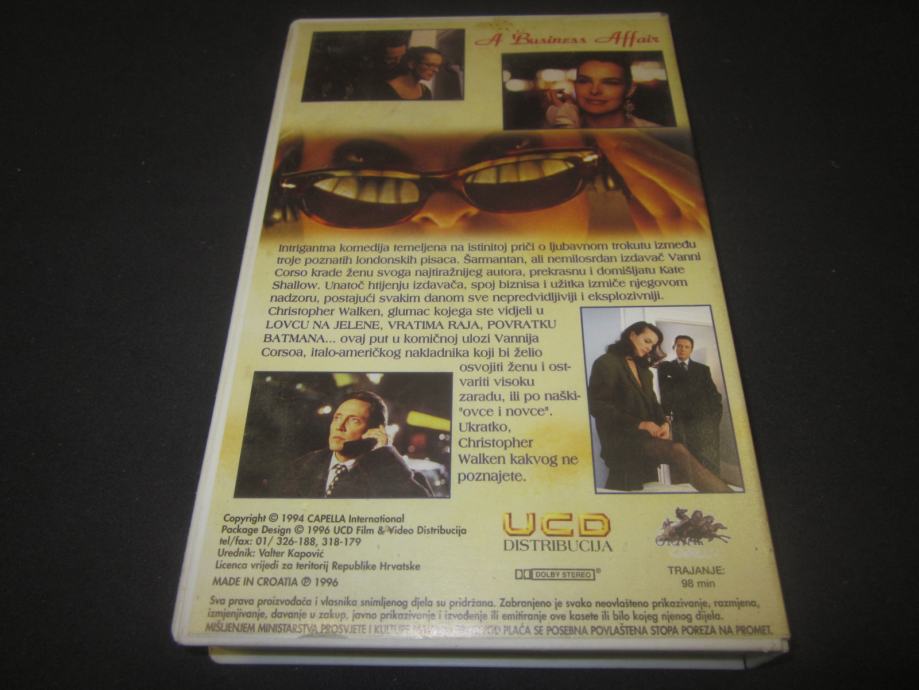 A Business Affair
Intrigantna komedija temeljena na istinitoj priči o ljubavnom trokutu između
troje poznatih londonskih pisaca. Šarmantan, ali nemilosrdan izdavač Vanni
Corso krade ženu svoga najtiražnijeg autora, prekrasnu i domišljatu Kate
Shallow. Unatoč htijenju izdavača, spoj biznisa i užitka izmiče njegovom
nadzoru, postajući svakim danom sve nepredvidljiviji i eksplozivniji.
Christopher Walken, glumac kojega ste vidjeli u
LOVCU NA JELENE, VRATIMA RAJA, POVRATKU
BATMANA... ovaj put u komičnoj ulozi Vannija
Corsoa, italo-američkog nakladnika koji bi želio
osvojiti ženu i ost-
variti visoku
zaradu, ili po naški-
"ovce i novce".
Ukratko,
Christopher
Walken kakvog ne
poznajete.
Copyright © 1994 CAPELLA International
Package Design © 1996 UCD Film & Video Distribucija
tel/fax: 01/ 326-188, 318-179
Urednik: Valter Kapović
Licenca vrijedi za teritorij Republike Hrvatske
MADE IN CROATIA ℗ 1996
UCD
DISTRIBUCIJA
DOLBY STEREO®
TRAJANJE:
98 min
Sva prava proizvođača i vlasnika snimljenog djela su pridržana. Zabranjeno je svako neovlašteno prikazivanje, razmjena,
izmjenjivanje, davanje u zakup, javno prikazivanje i izvođenje ili emitiranje ove kasete ili bilo kojeg njenog dijela.
MIŠLJENJEM MINISTARSTVA PROSVJETE I KULTURE PLAĆA SE POSEBNA POVLAŠTENA STOPA POREZA NA PROMET.